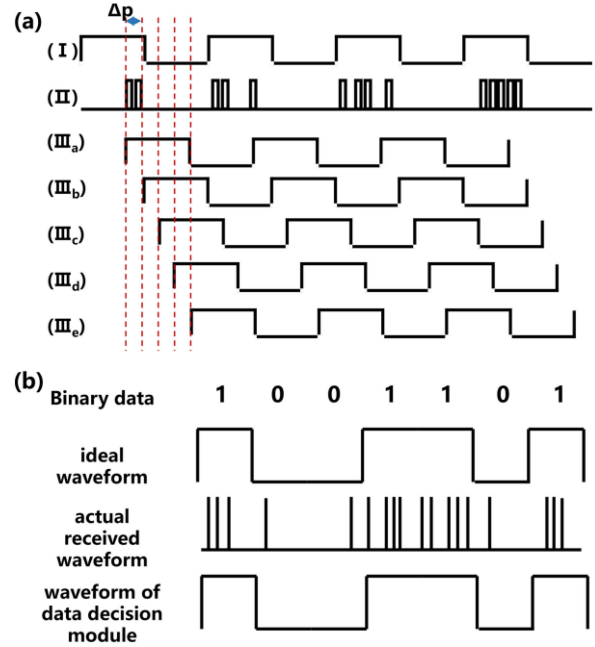 (a)
Δp
(Ⅰ)
(Ⅱ)
(Ⅲa)
(Ⅲb)
(Ⅲc)
(Ⅲd)
(Ⅲe)
(b)
Binary data 1 0 0 1 1 0 1
ideal
waveform
actual
received
waveform
waveform of
data decision
module